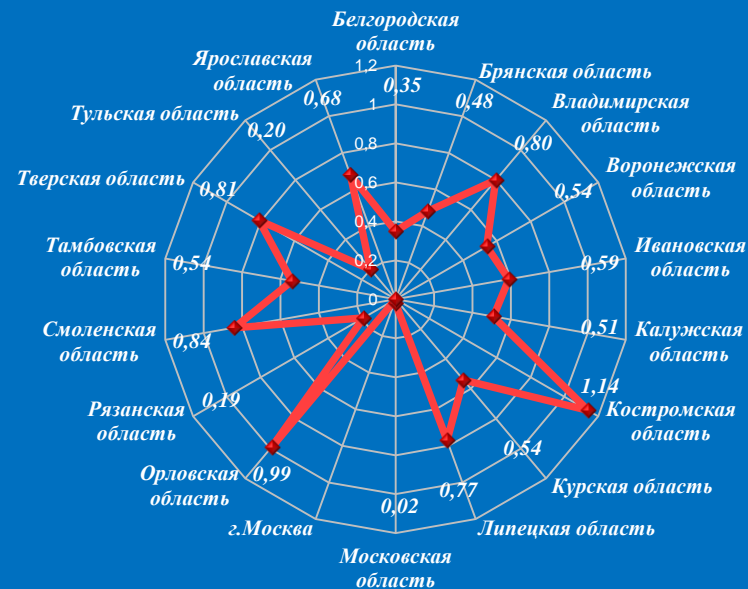 Белгородская
область
0,35
Брянская область
0,48
Владимирская
область
0,80
Воронежская
область
0,54
Ивановская
область
0,59
Калужская
область
0,51
Костромская
область
1,14
Курская область
0,54
Липецкая область
0,77
Московская
область
0,02
г.Москва
Орловская
область
0,99
Рязанская
область
0,19
Смоленская
область
0,84
Тамбовская
область
0,54
Тверская область
0,81
Тульская область
0,20
Ярославская
область
0,68
1,2
1
0,8
0,6
0,4
0,2
0